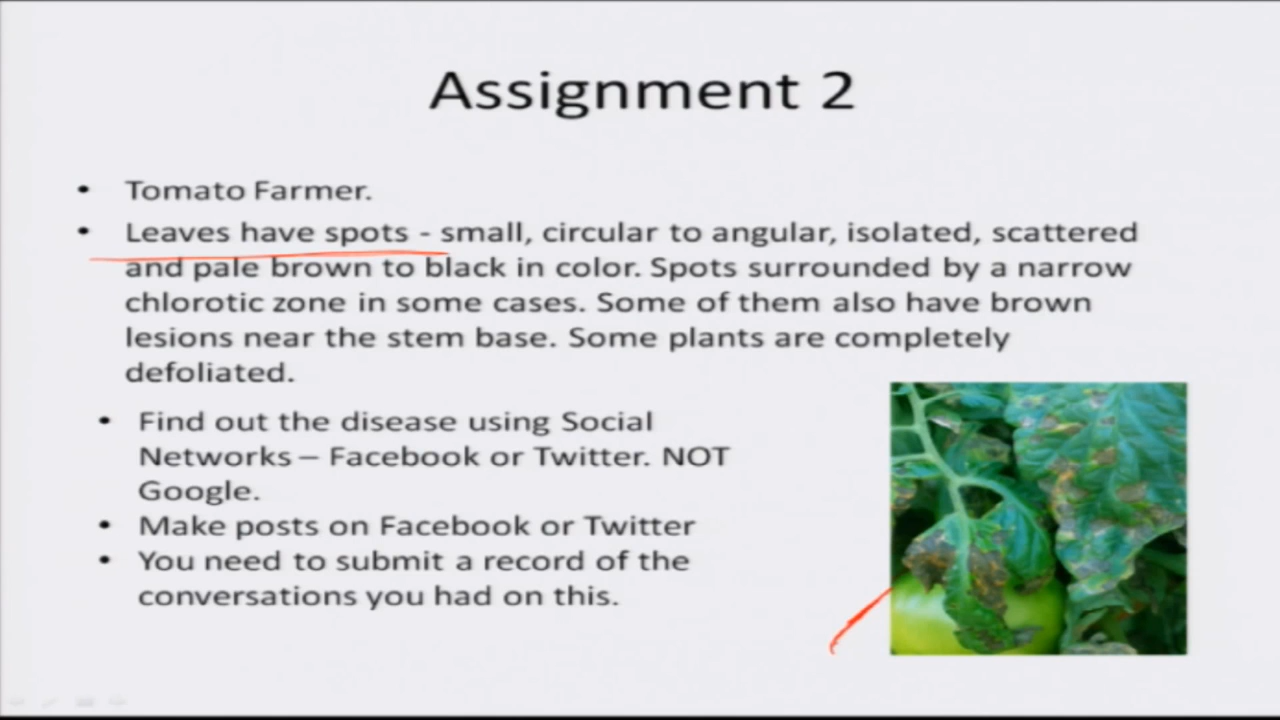 Assignment 2
• Tomato Farmer.
• Leaves have spots - small, circular to angular, isolated, scattered
and pale brown to black in color. Spots surrounded by a narrow
chlorotic zone in some cases. Some of them also have brown
lesions near the stem base. Some plants are completely
defoliated.
• Find out the disease using Social
Networks – Facebook or Twitter. NOT
Google.
• Make posts on Facebook or Twitter
• You need to submit a record of the
conversations you had on this.